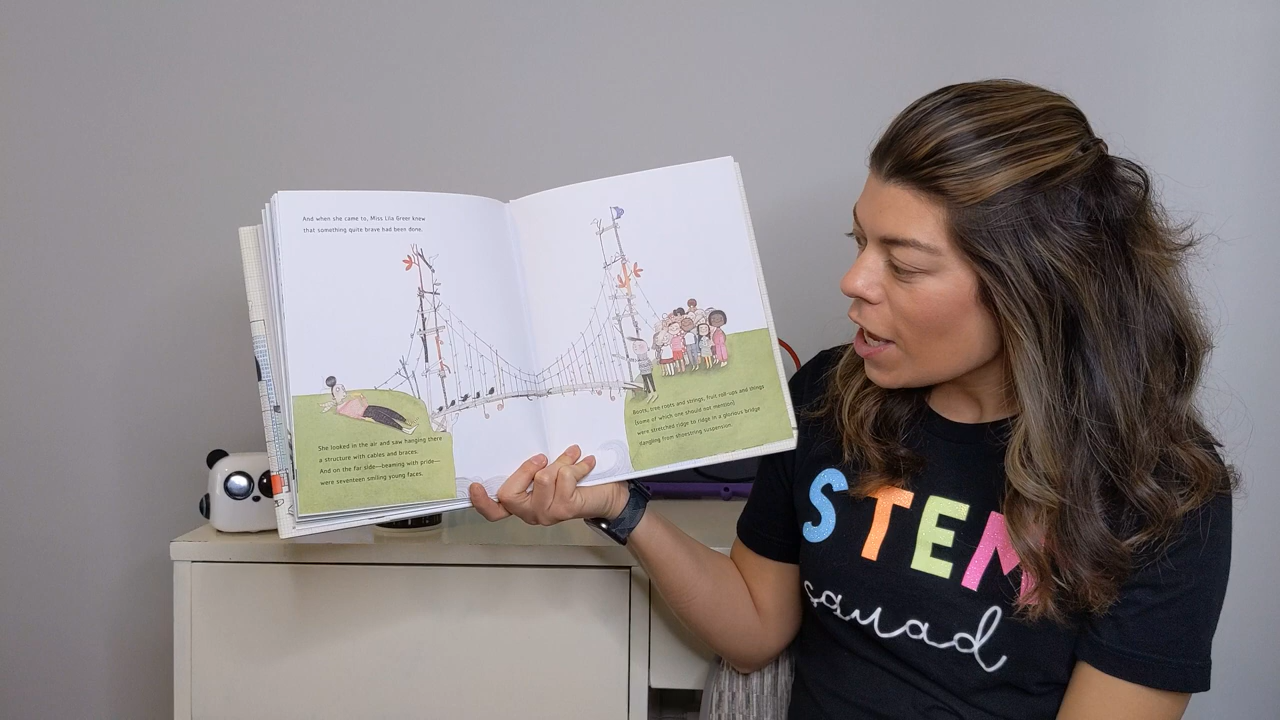 And when she came to, Miss Lila Greer knew
that something quite brave had been done.
She looked in the air and saw hanging there
a structure with cables and braces.
And on the far side—beaming with pride—
were seventeen smiling young faces.
Boots, tree roots and strings, fruit roll-ups and things
(some of which one should not mention)
were stretched ridge to ridge in a glorious bridge
dangling from shoestring suspension.
STEM
squad